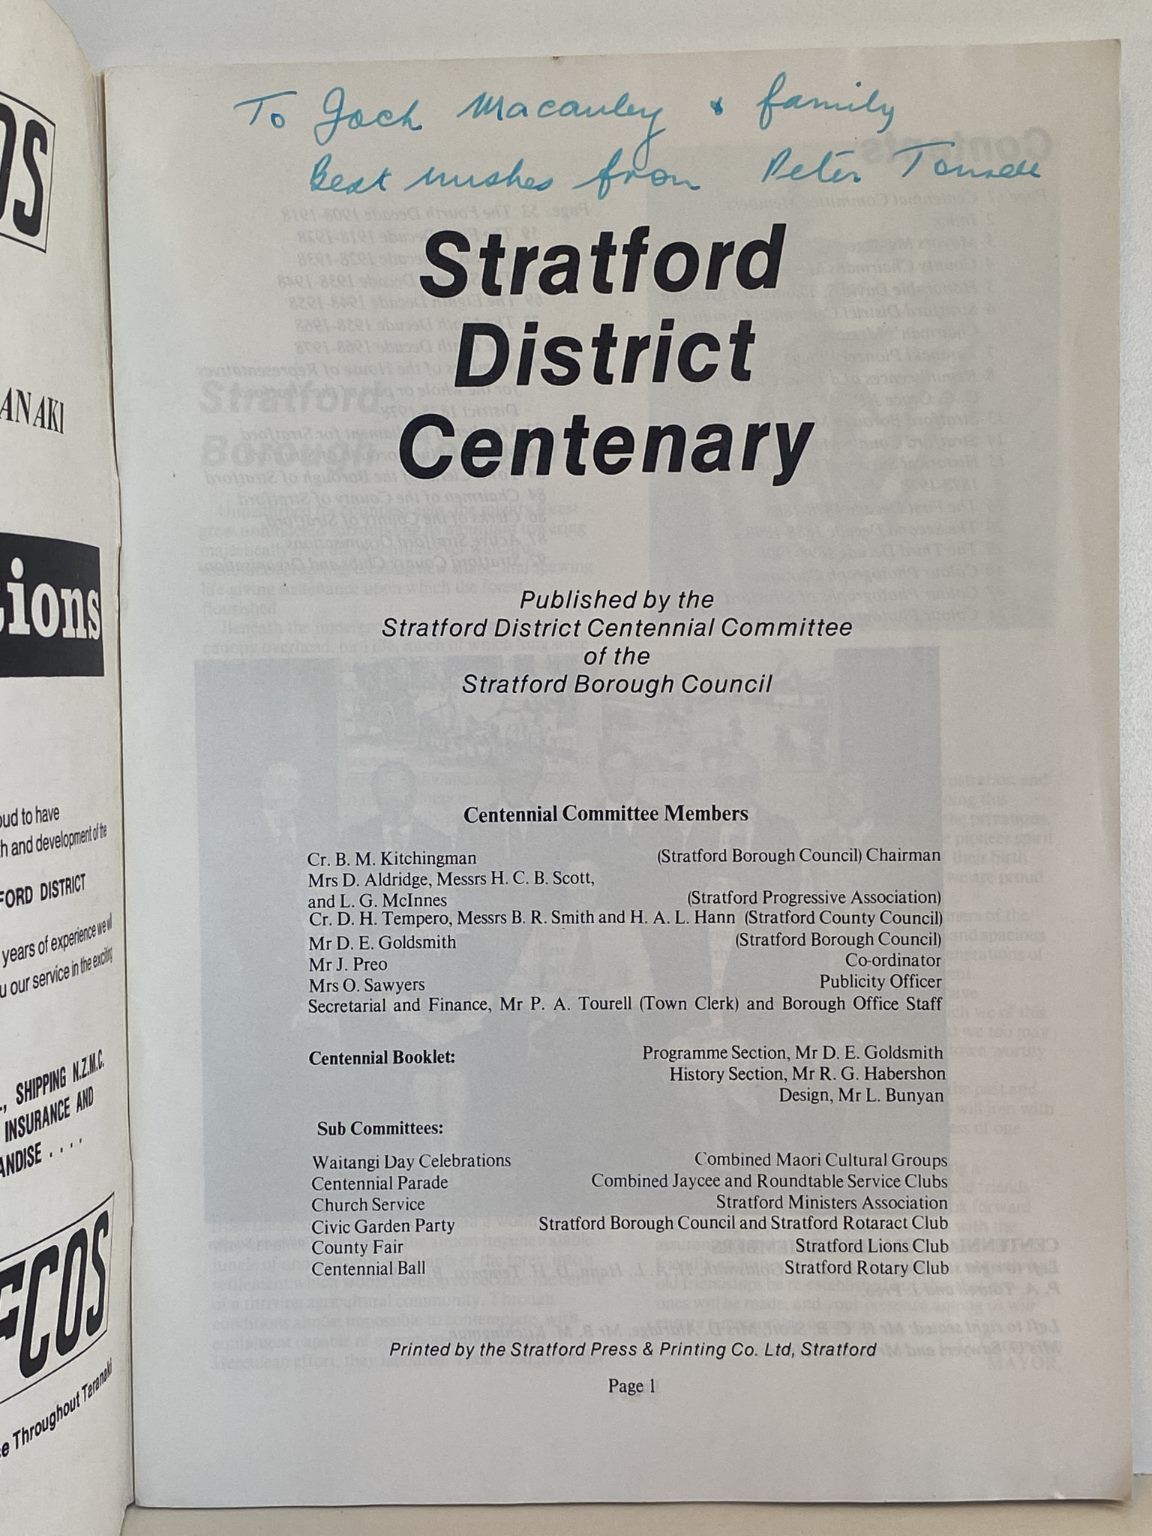 To Jock Macauley & family
Best wishes from Peter Tourell
Stratford
District
Centenary
Published by the
Stratford District Centennial Committee
of the
Stratford Borough Council
Centennial Committee Members
Cr. B. M. Kitchingman (Stratford Borough Council) Chairman
Mrs D. Aldridge, Messrs H. C. B. Scott,
and L. G. McInnes (Stratford Progressive Association)
Cr. D. H. Tempero, Messrs B. R. Smith and H. A. L. Hann (Stratford County Council)
Mr D. E. Goldsmith (Stratford Borough Council)
Mr J. Preo Co-ordinator
Mrs O. Sawyers Publicity Officer
Secretarial and Finance, Mr P. A. Tourell (Town Clerk) and Borough Office Staff
Centennial Booklet: Programme Section, Mr D. E. Goldsmith
History Section, Mr R. G. Habershon
Design, Mr L. Bunyan
Sub Committees:
Waitangi Day Celebrations Combined Maori Cultural Groups
Centennial Parade Combined Jaycee and Roundtable Service Clubs
Church Service Stratford Ministers Association
Civic Garden Party Stratford Borough Council and Stratford Rotaract Club
County Fair Stratford Lions Club
Centennial Ball Stratford Rotary Club
Printed by the Stratford Press & Printing Co. Ltd, Stratford
Page 1
OS
ANAKI
tions
oud to have
h and development of the
FORD DISTRICT
years of experience we will
u our service in the exciting
., SHIPPING N.Z.M.C.
INSURANCE AND
ANDISE . . . .
FCOS
e Throughout Taranaki